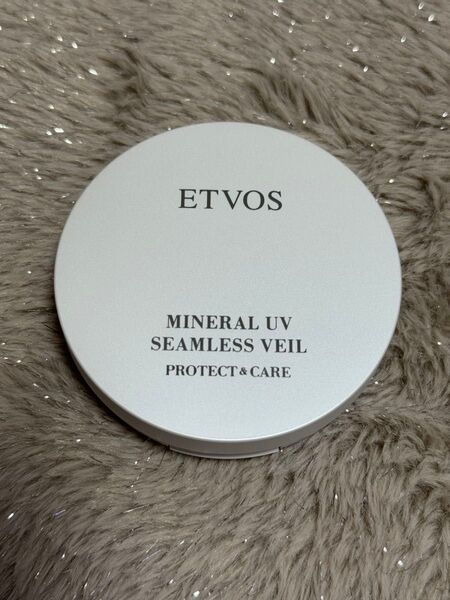 ETVOS
MINERAL UV
SEAMLESS VEIL
PROTECT & CARE